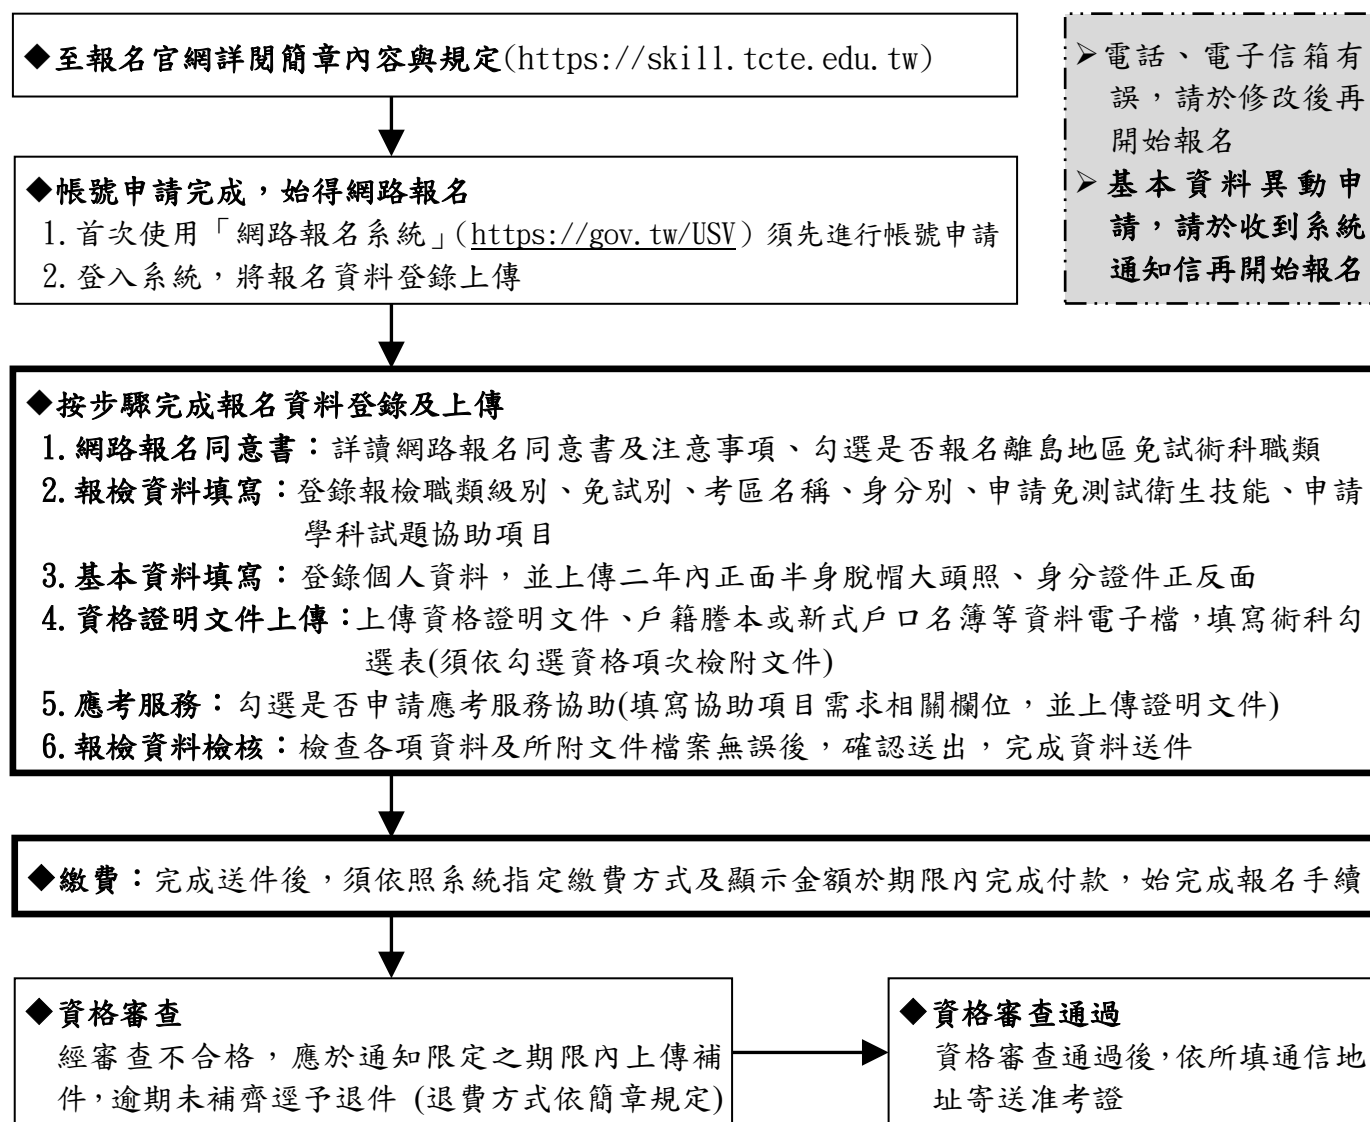 ◆至報名官網詳閱簡章內容與規定(https://skill.tcte.edu.tw)
➢電話、電子信箱有
誤，請於修改後再
開始報名
➢基本資料異動申
請，請於收到系統
通知信再開始報名
◆帳號申請完成，始得網路報名
1.首次使用「網路報名系統」(https://gov.tw/USV)須先進行帳號申請
2.登入系統，將報名資料登錄上傳
◆按步驟完成報名資料登錄及上傳
1.網路報名同意書：詳讀網路報名同意書及注意事項、勾選是否報名離島地區免試術科職類
2.報檢資料填寫：登錄報檢職類級別、免試別、考區名稱、身分別、申請免測試衛生技能、申請
學科試題協助項目
3.基本資料填寫：登錄個人資料，並上傳二年內正面半身脫帽大頭照、身分證件正反面
4.資格證明文件上傳：上傳資格證明文件、戶籍謄本或新式戶口名簿等資料電子檔，填寫術科勾
選表(須依勾選資格項次檢附文件)
5.應考服務：勾選是否申請應考服務協助(填寫協助項目需求相關欄位，並上傳證明文件)
6.報檢資料檢核：檢查各項資料及所附文件檔案無誤後，確認送出，完成資料送件
◆繳費：完成送件後，須依照系統指定繳費方式及顯示金額於期限內完成付款，始完成報名手續
◆資格審查
經審查不合格，應於通知限定之期限內上傳補
件，逾期未補齊逕予退件 (退費方式依簡章規定)
◆資格審查通過
資格審查通過後，依所填通信地
址寄送准考證